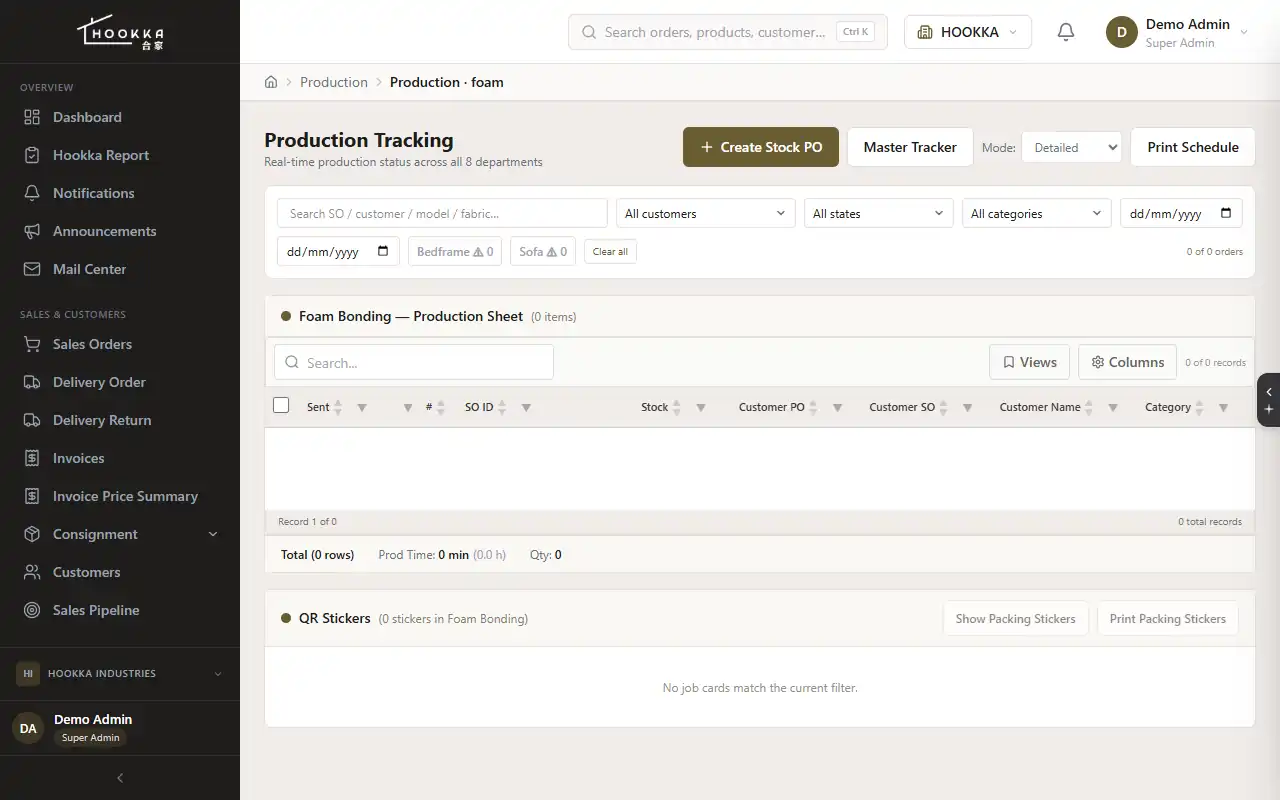 HOOKKA
合家
Search orders, products, customer... Ctrl K
HOOKKA
D
Demo Admin
Super Admin
OVERVIEW
Dashboard
Hookka Report
Notifications
Announcements
Mail Center
SALES & CUSTOMERS
Sales Orders
Delivery Order
Delivery Return
Invoices
Invoice Price Summary
Consignment
Customers
Sales Pipeline
HI HOOKKA INDUSTRIES
DA
Demo Admin
Super Admin
Production Production · foam
Production Tracking
Real-time production status across all 8 departments
+ Create Stock PO Master Tracker Mode: Detailed Print Schedule
Search SO / customer / model / fabric... All customers All states All categories dd/mm/yyyy
dd/mm/yyyy Bedframe ⚠ 0 Sofa ⚠ 0 Clear all 0 of 0 orders
Foam Bonding — Production Sheet (0 items)
Search... Views Columns 0 of 0 records
Sent # SO ID Stock Customer PO Customer SO Customer Name Category
Record 1 of 0 0 total records
Total (0 rows) Prod Time: 0 min (0.0 h) Qty: 0
QR Stickers (0 stickers in Foam Bonding) Show Packing Stickers Print Packing Stickers
No job cards match the current filter.